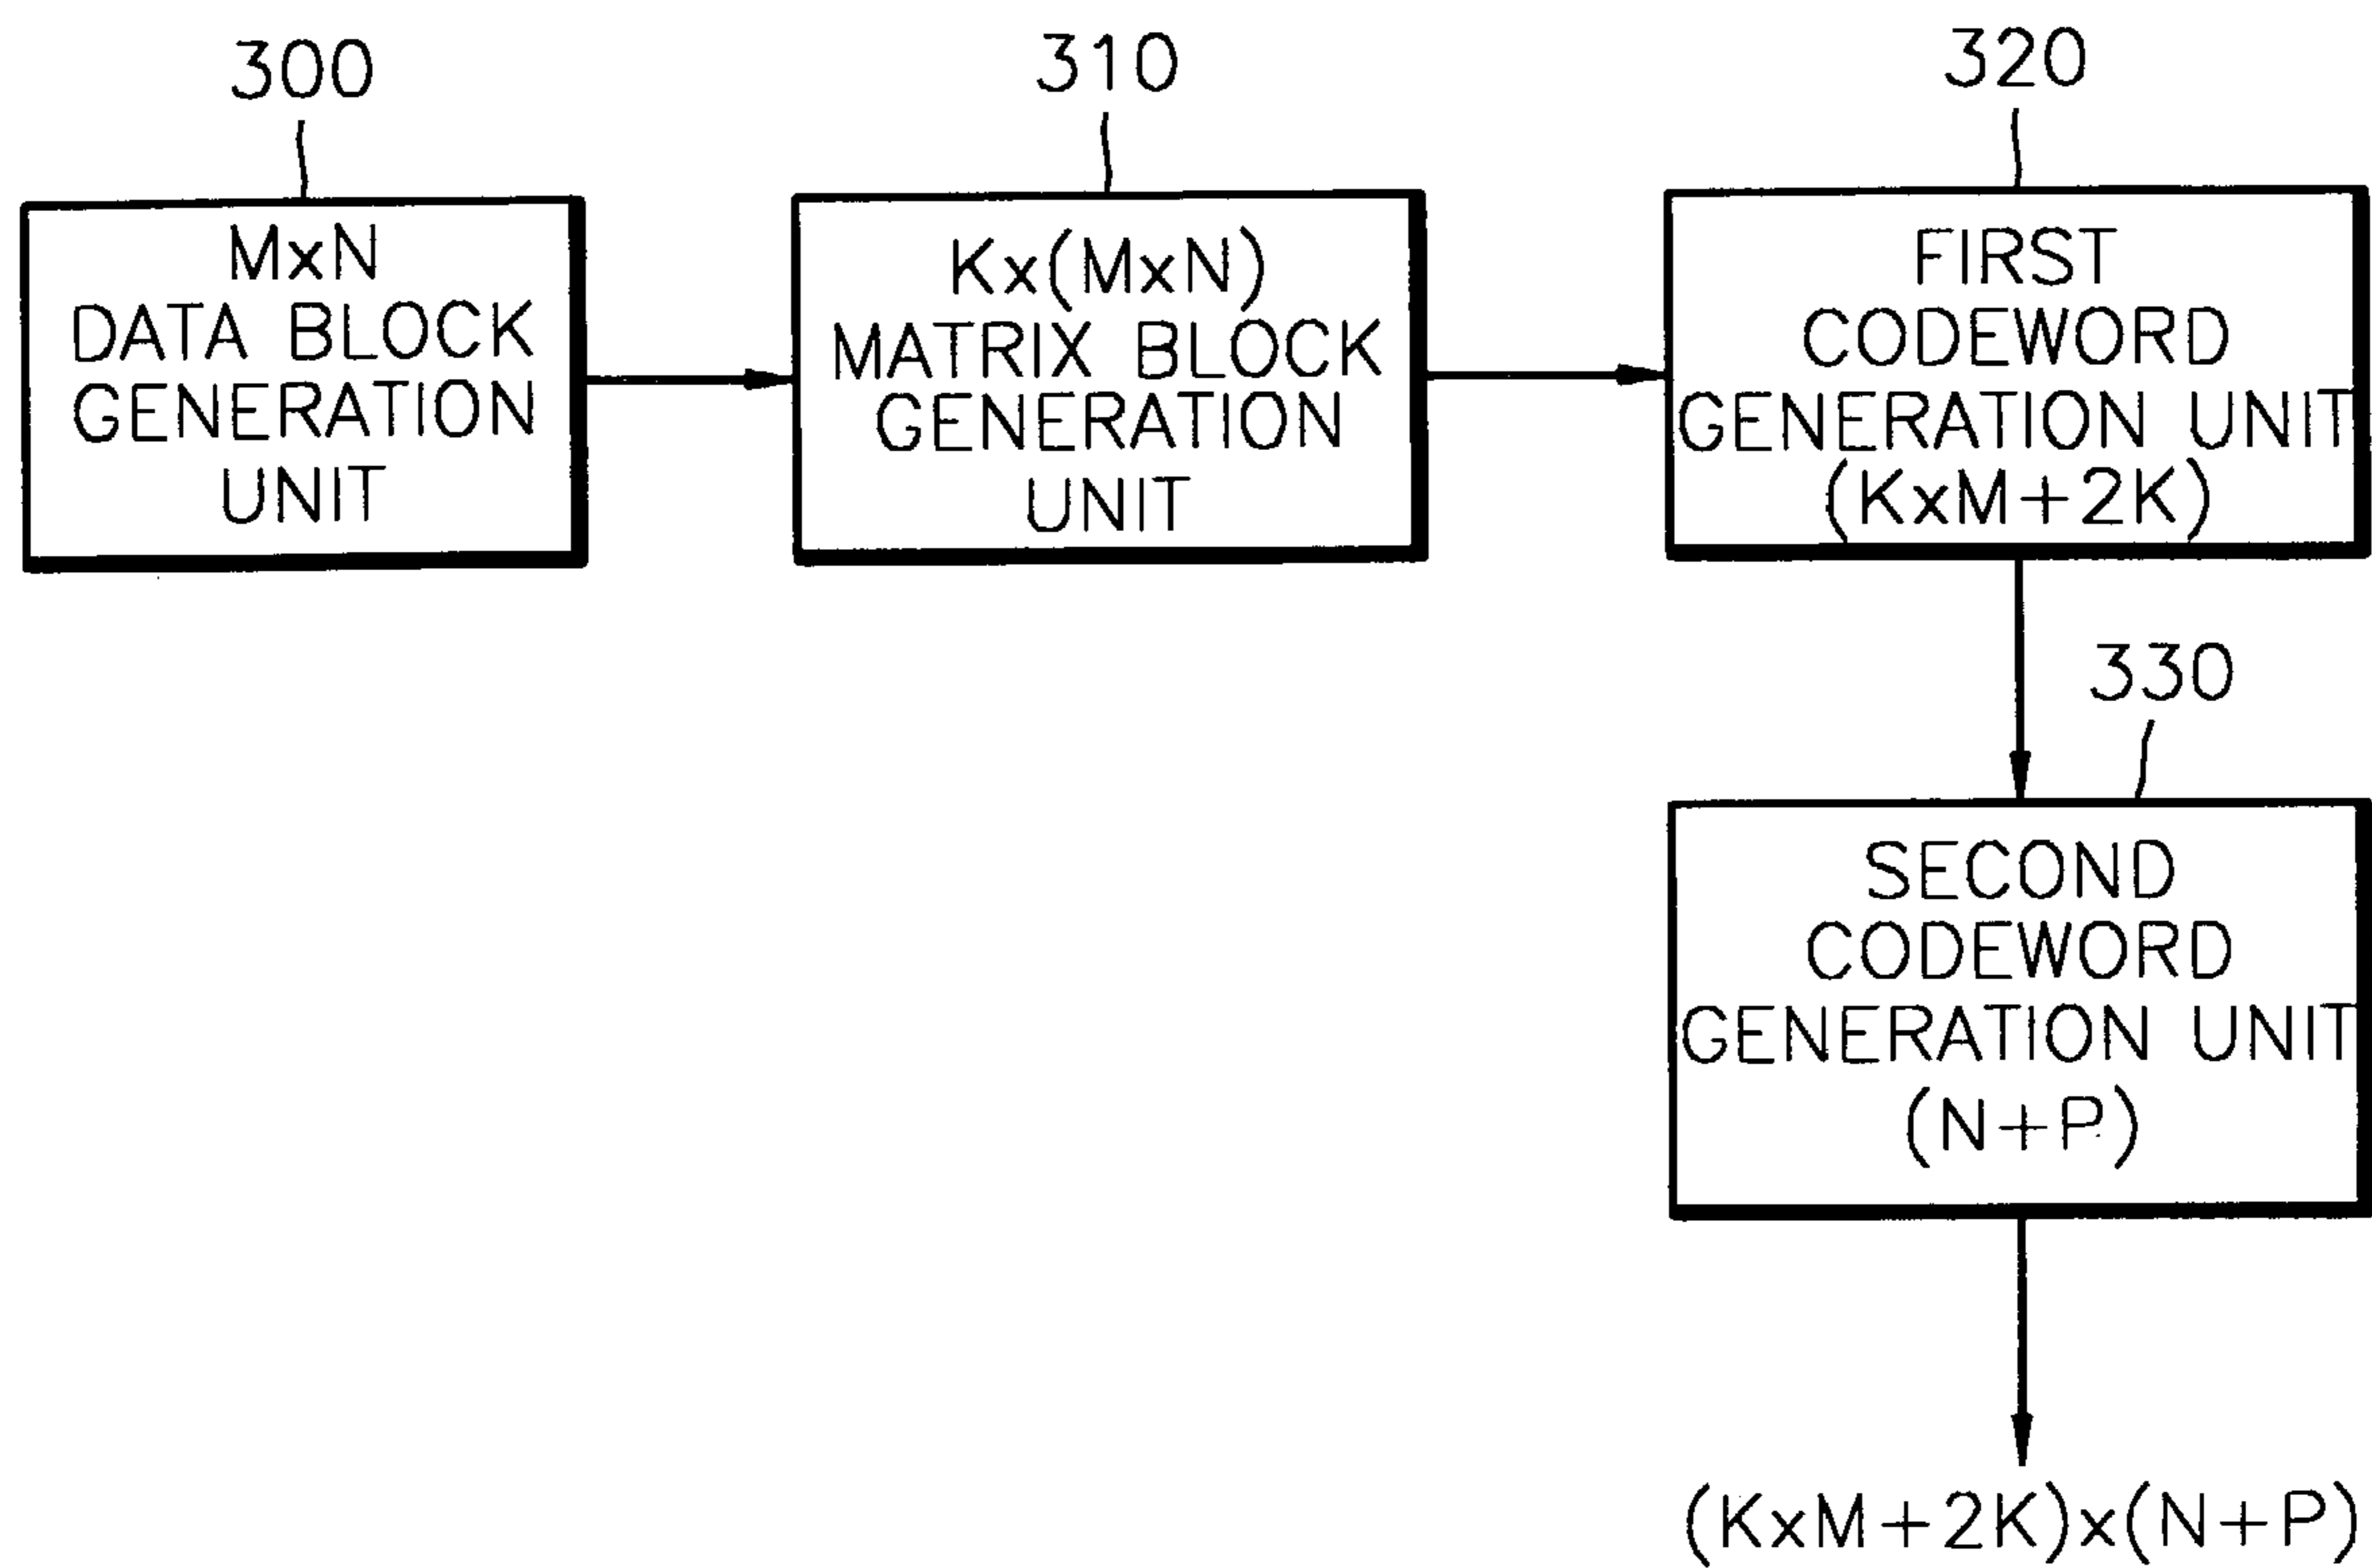 300
MxN
DATA BLOCK
GENERATION
UNIT
310
Kx(MxN)
MATRIX BLOCK
GENERATION
UNIT
320
FIRST
CODEWORD
GENERATION UNIT
(KxM+2K)
330
SECOND
CODEWORD
GENERATION UNIT
(N+P)
(KxM+2K)x(N+P)